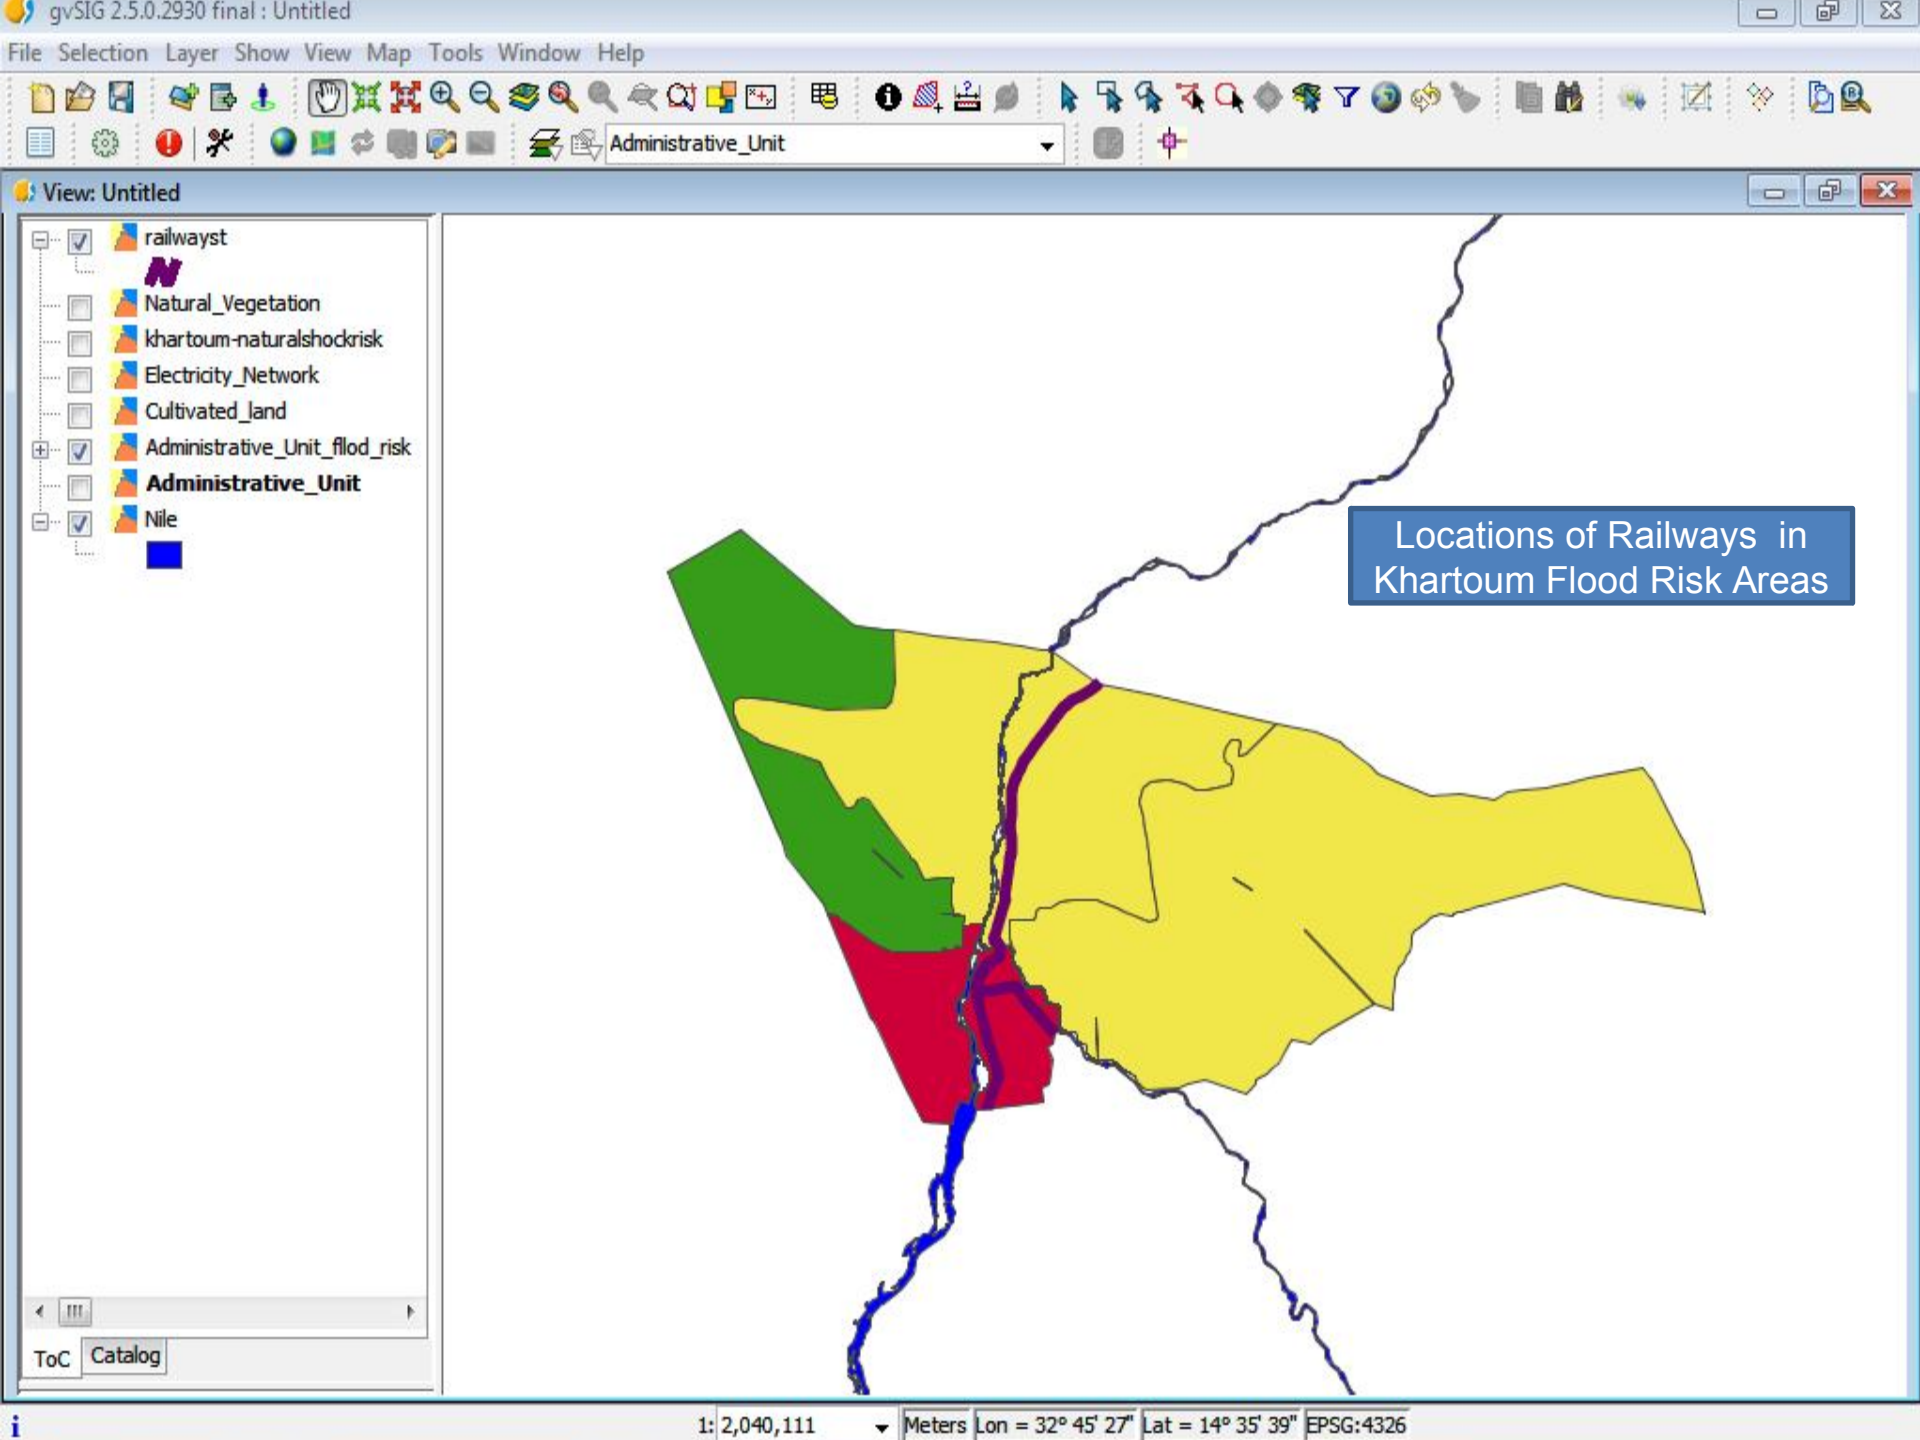 gvSIG 2.5.0.2930 final : Untitled
File Selection Layer Show View Map Tools Window Help
Administrative_Unit
View: Untitled
railwayst
Natural_Vegetation
khartoum-naturalshockrisk
Electricity_Network
Cultivated_land
Administrative_Unit_fllod_risk
Administrative_Unit
Nile
Locations of Railways in
Khartoum Flood Risk Areas
ToC Catalog
1: 2,040,111 Meters Lon = 32° 45' 27" Lat = 14° 35' 39" EPSG:4326